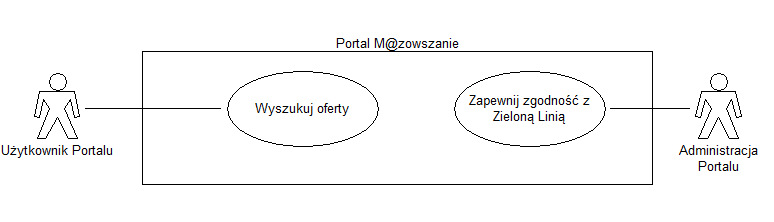 Portal M@zowszanie
Wyszukuj oferty
Zapewnij zgodność z
Zieloną Linią
Użytkownik Portalu
Administracja
Portalu